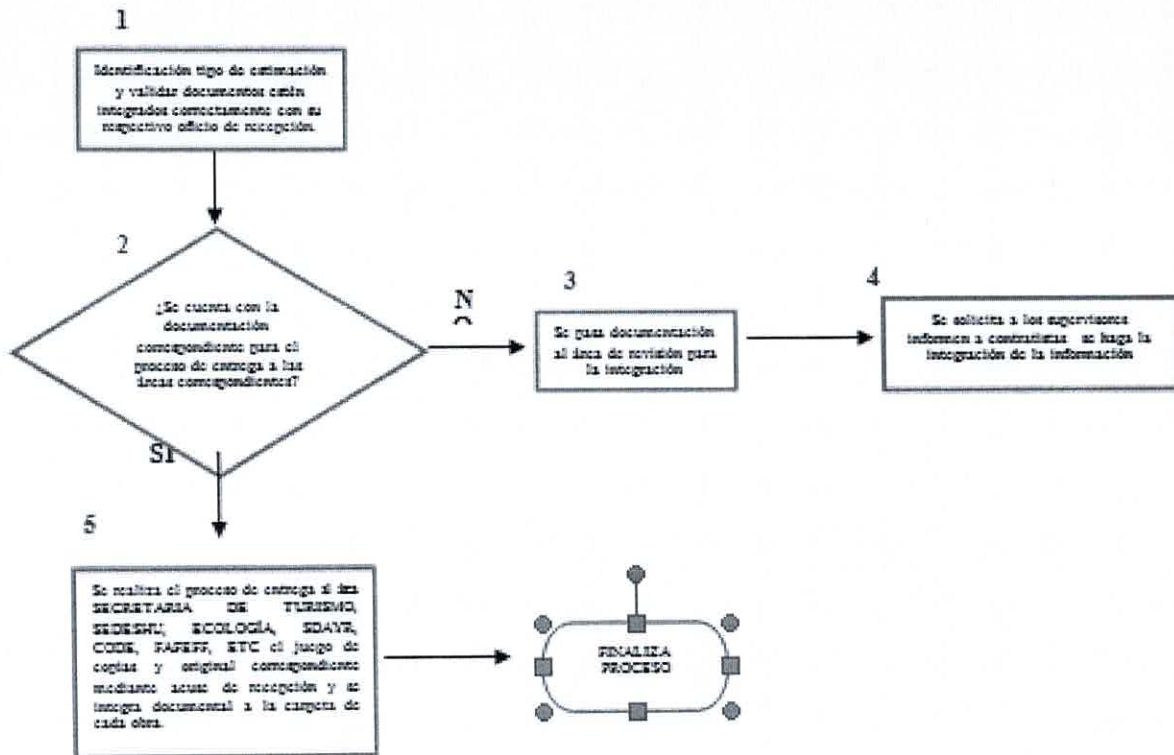 1
Identificación tipo de estimación
y validar documentos estén
integrados correctamente con su
respectivo oficio de recepción.
2
¿Se cuenta con la
documentación
correspondiente para el
proceso de entrega a las
áreas correspondientes?
N
SI
3
Se pasa documentación
al área de revisión para
la integración
4
Se solicita a los supervisores
informen a contratistas se haga la
integración de la información
5
Se realiza el proceso de entrega al
SECRETARIA DE TURISMO,
SEDESHU, ECOLOGÍA, SDAYR,
CODE, FAFEFF, ETC el juego de
copias y original correspondiente
mediante acuse de recepción y se
integra documental a la carpeta de
cada obra.
FINALIZA
PROCESO